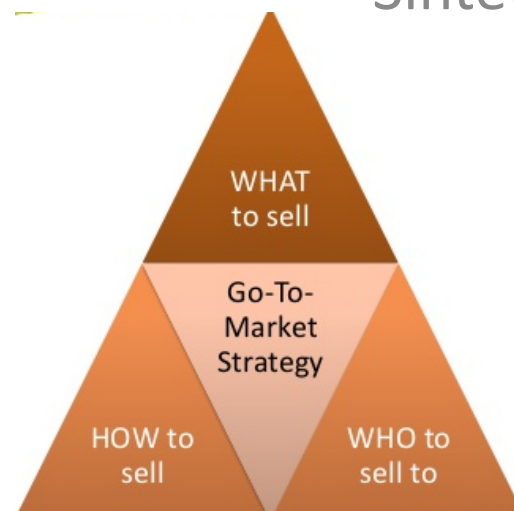 WHAT
to sell
Go-To-
Market
Strategy
HOW to
sell
WHO to
sell to